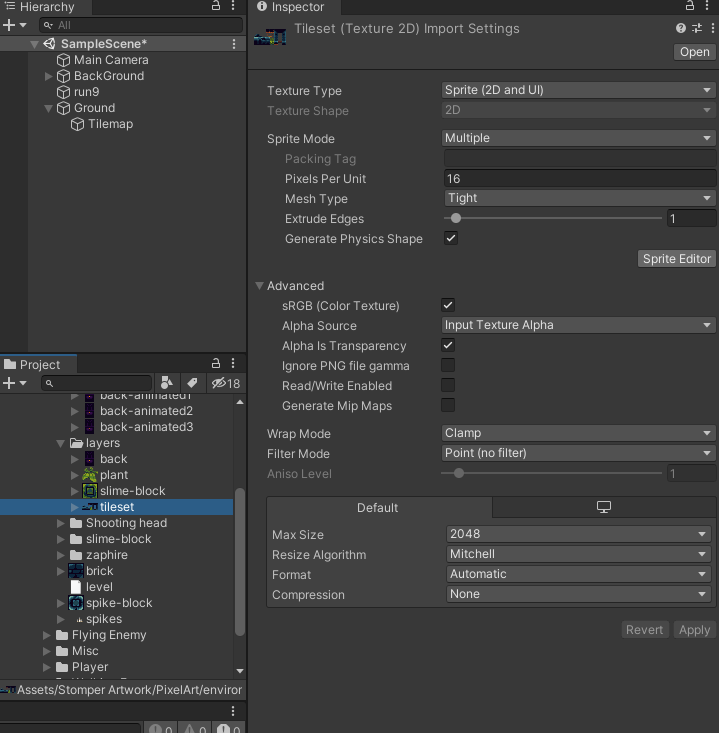 Hierarchy
All
SampleScene*
Main Camera
BackGround
run9
Ground
Tilemap
Project
18
back-animated1
back-animated2
back-animated3
layers
back
plant
slime-block
tileset
Shooting head
slime-block
zaphire
brick
level
spike-block
spikes
Flying Enemy
Misc
Player
Assets/Stomper Artwork/PixelArt/environ
0 0 0
Inspector
Tileset (Texture 2D) Import Settings
Open
Texture Type Sprite (2D and UI)
Texture Shape 2D
Sprite Mode Multiple
Packing Tag
Pixels Per Unit 16
Mesh Type Tight
Extrude Edges 1
Generate Physics Shape
Sprite Editor
Advanced
sRGB (Color Texture)
Alpha Source Input Texture Alpha
Alpha Is Transparency
Ignore PNG file gamma
Read/Write Enabled
Generate Mip Maps
Wrap Mode Clamp
Filter Mode Point (no filter)
Aniso Level 1
Default
Max Size 2048
Resize Algorithm Mitchell
Format Automatic
Compression None
Revert Apply